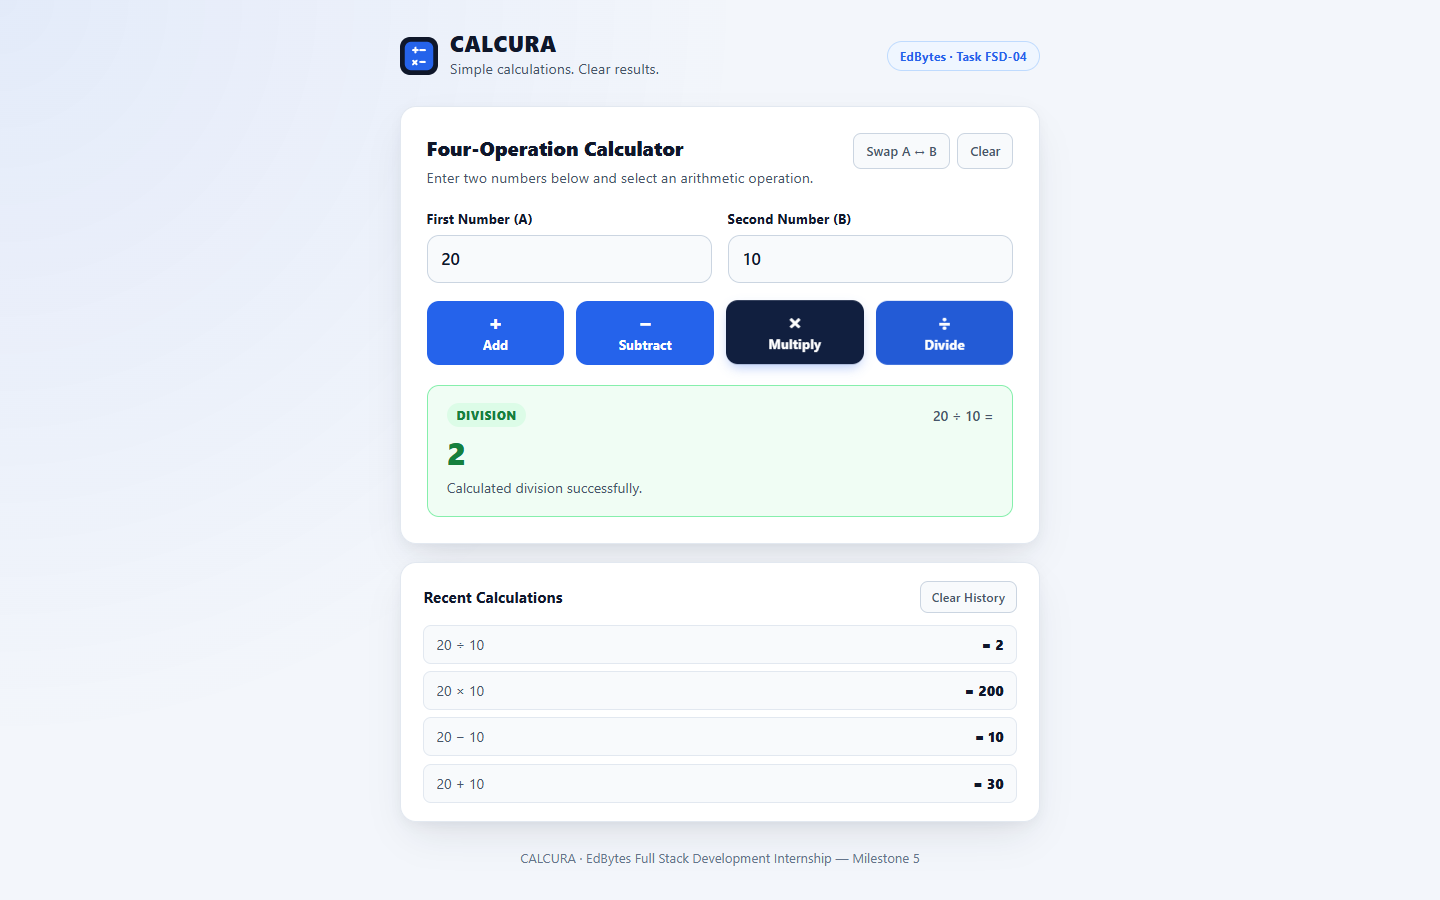 CALCURA
Simple calculations. Clear results.
EdBytes · Task FSD-04
Four-Operation Calculator
Enter two numbers below and select an arithmetic operation.
Swap A ↔ B
Clear
First Number (A)
Second Number (B)
20
10
+
Add
−
Subtract
×
Multiply
÷
Divide
DIVISION
20 ÷ 10 =
2
Calculated division successfully.
Recent Calculations
Clear History
20 ÷ 10 = 2
20 × 10 = 200
20 − 10 = 10
20 + 10 = 30
CALCURA · EdBytes Full Stack Development Internship — Milestone 5